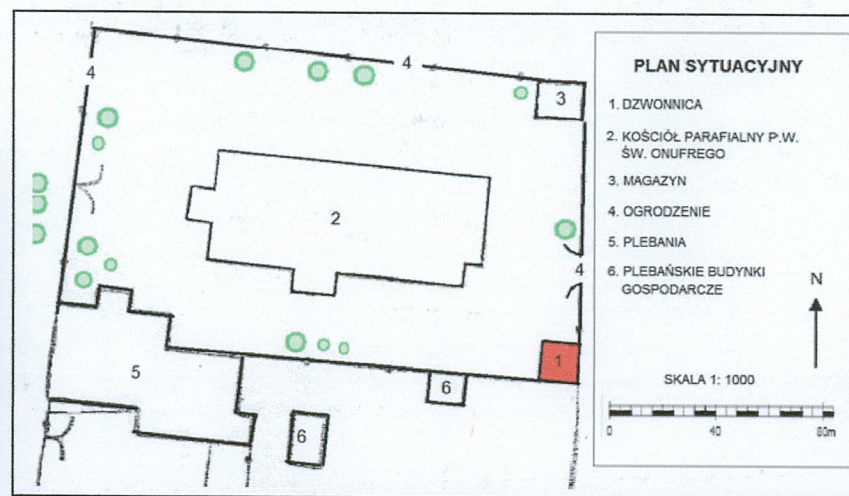 4
4
3
2
4
1
5
6
6
PLAN SYTUACYJNY
1. DZWONNICA
2. KOŚCIÓŁ PARAFIALNY P.W.
ŚW. ONUFREGO
3. MAGAZYN
4. OGRODZENIE
5. PLEBANIA
6. PLEBAŃSKIE BUDYNKI
GOSPODARCZE
N
SKALA 1: 1000
0 40 80m